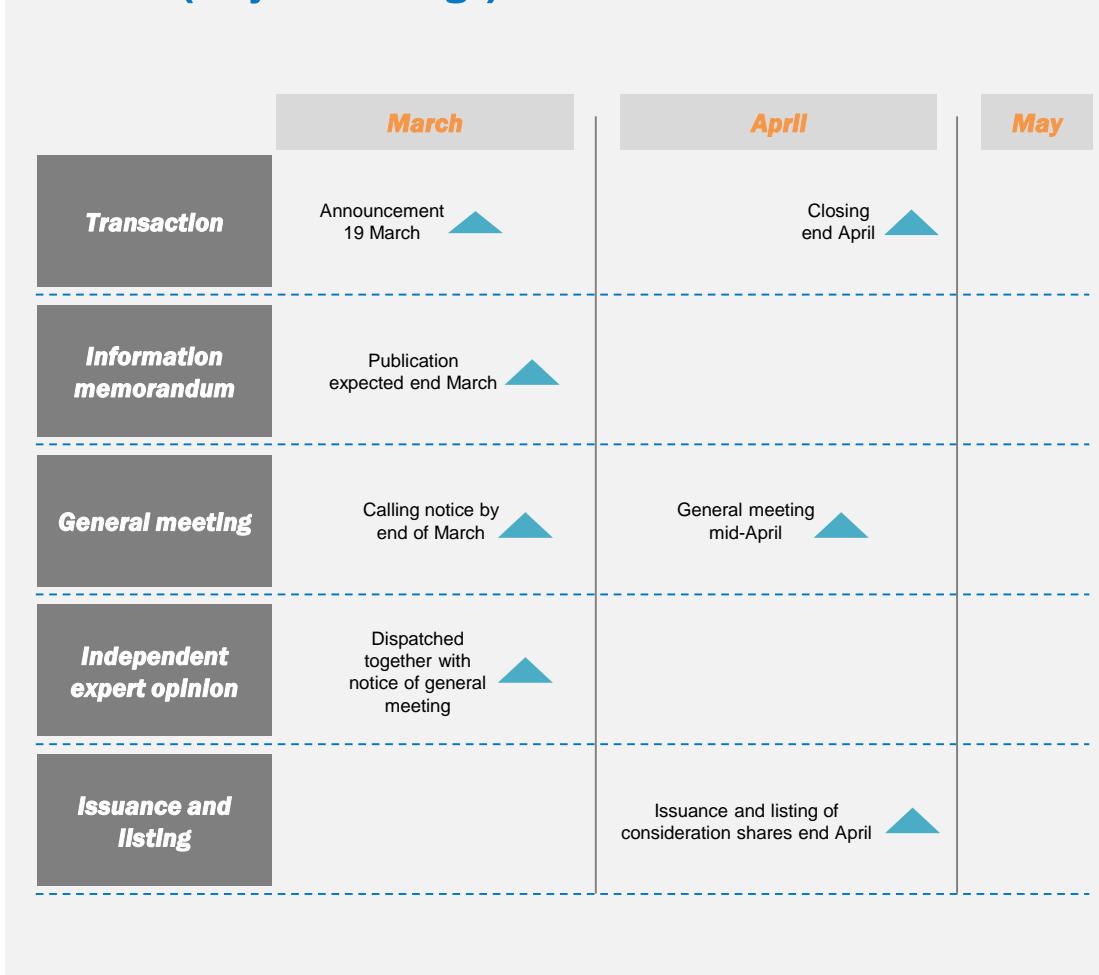 March
April
May
Transaction
Announcement
19 March
Closing
end April
Information
memorandum
Publication
expected end March
General meeting
Calling notice by
end of March
General meeting
mid-April
Independent
expert opinion
Dispatched
together with
notice of general
meeting
Issuance and
listing
Issuance and listing of
consideration shares end April